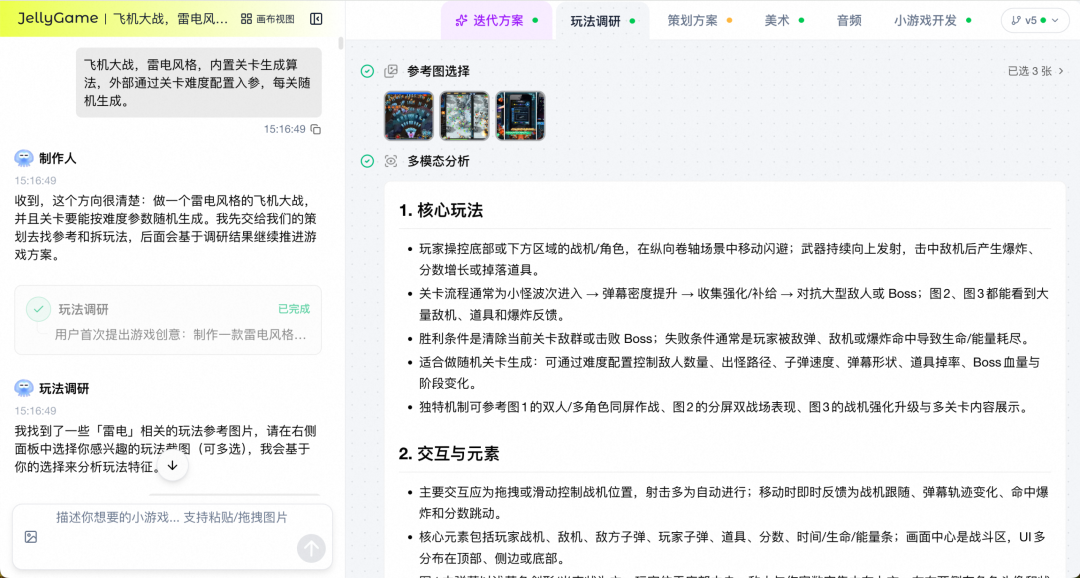 JellyGame | 飞机大战，雷电风... 画布视图
飞机大战，雷电风格，内置关卡生成算
法，外部通过关卡难度配置入参，每关随
机生成。
15:16:49
制作人
15:16:49
收到，这个方向很清楚：做一个雷电风格的飞机大战，
并且关卡要能按难度参数随机生成。我先交给我们的策
划去找参考和拆玩法，后面会基于调研结果继续推进游
戏方案。
玩法调研 已完成
用户首次提出游戏创意：制作一款雷电风格...
玩法调研
15:16:49
我找到了一些「雷电」相关的玩法参考图片，请在右侧
面板中选择你感兴趣的玩法截图（可多选），我会基于
你的选择来分析玩法特征。
描述你想要的小游戏... 支持粘贴/拖拽图片
迭代方案 玩法调研 策划方案 美术 音频 小游戏开发 v5
参考图选择 已选 3 张
多模态分析
1. 核心玩法
• 玩家操控底部或下方区域的战机/角色，在纵向卷轴场景中移动闪避；武器持续向上发射，击中敌机后产生爆炸、
分数增长或掉落道具。
• 关卡流程通常为小怪波次进入 → 弹幕密度提升 → 收集强化/补给 → 对抗大型敌人或 Boss；图2、图3都能看到大
量敌机、道具和爆炸反馈。
• 胜利条件是清除当前关卡敌群或击败 Boss；失败条件通常是玩家被敌弹、敌机或爆炸命中导致生命/能量耗尽。
• 适合做随机关卡生成：可通过难度配置控制敌人数量、出怪路径、子弹速度、弹幕形状、道具掉率、Boss血量与
阶段变化。
• 独特机制可参考图1的双人/多角色同屏作战、图2的分屏双战场表现、图3的战机强化升级与多关卡内容展示。
2. 交互与元素
• 主要交互应为拖拽或滑动控制战机位置，射击多为自动进行；移动时即时反馈为战机跟随、弹幕轨迹变化、命中爆
炸和分数跳动。
• 核心元素包括玩家战机、敌机、敌方子弹、玩家子弹、道具、分数、时间/生命/能量条；画面中心是战斗区，UI多
分布在顶部、侧边或底部。